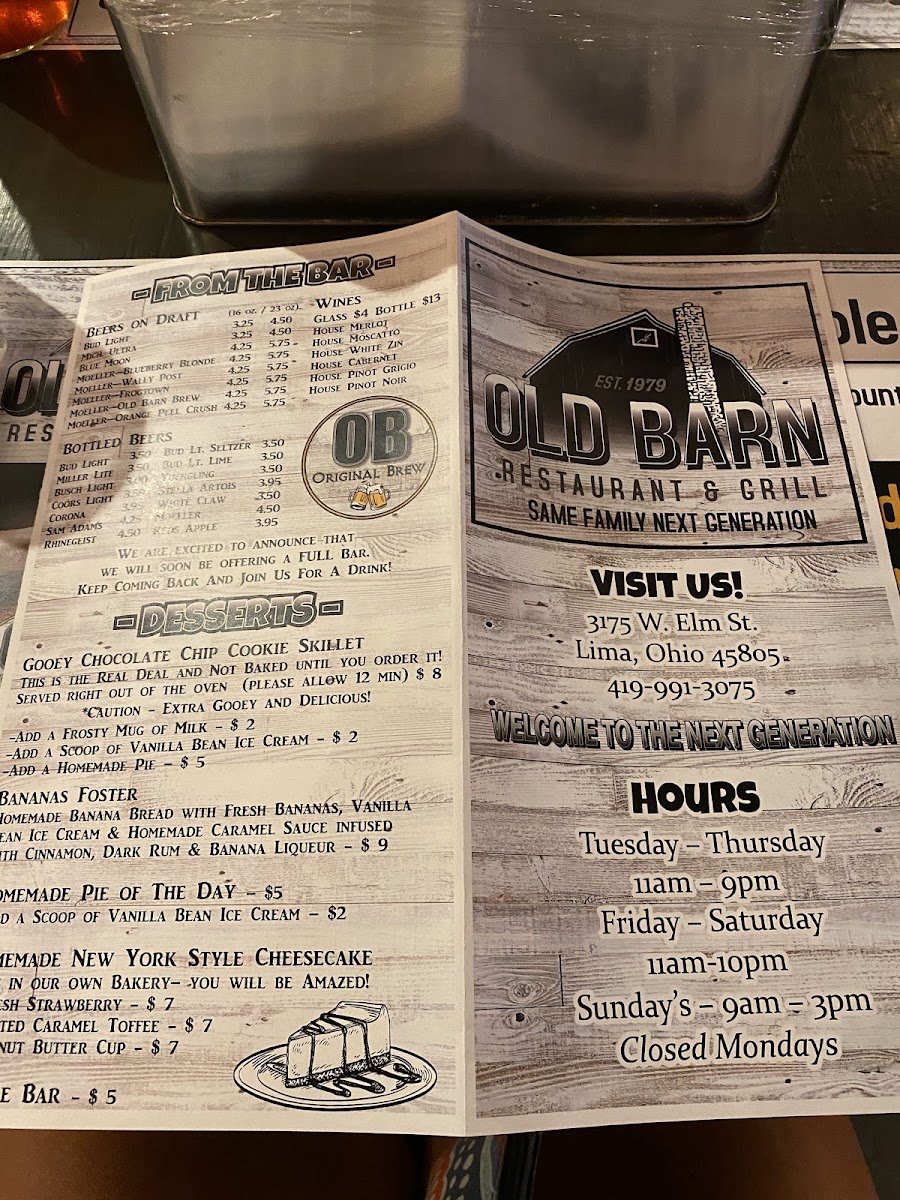 - FROM THE BAR -
BEERS ON DRAFT (16 OZ. / 23 OZ).
BUD LIGHT 3.25 4.50
MICH ULTRA 3.25 4.50
BLUE MOON 4.25 5.75
MOELLER—BLUEBERRY BLONDE 4.25 5.75
MOELLER—WALLY POST 4.25 5.75
MOELLER—FROGTOWN 4.25 5.75
MOELLER—OLD BARN BREW 4.25 5.75
MOELLER—ORANGE PEEL CRUSH 4.25 5.75
WINES
GLASS $4 BOTTLE $13
HOUSE MERLOT
HOUSE MOSCATTO
HOUSE WHITE ZIN
HOUSE CABERNET
HOUSE PINOT GRIGIO
HOUSE PINOT NOIR
BOTTLED BEERS
BUD LIGHT 3.50
MILLER LITE 3.50
BUSCH LIGHT 3.00
COORS LIGHT
CORONA 3.95
SAM ADAMS 4.25
RHINEGEIST 4.50
BUD LT. SELTZER 3.50
BUD LT. LIME 3.50
YUENGLING 3.50
STELLA ARTOIS 3.95
WHITE CLAW 3.50
4.50
REDS APPLE 3.95
OB
ORIGINAL BREW
WE ARE EXCITED TO ANNOUNCE THAT
WE WILL SOON BE OFFERING A FULL BAR.
KEEP COMING BACK AND JOIN US FOR A DRINK!
- DESSERTS -
GOOEY CHOCOLATE CHIP COOKIE SKILLET
THIS IS THE REAL DEAL AND NOT BAKED UNTIL YOU ORDER IT!
SERVED RIGHT OUT OF THE OVEN (PLEASE ALLOW 12 MIN) $ 8
*CAUTION - EXTRA GOOEY AND DELICIOUS!
-ADD A FROSTY MUG OF MILK - $ 2
-ADD A SCOOP OF VANILLA BEAN ICE CREAM - $ 2
-ADD A HOMEMADE PIE - $ 5
BANANAS FOSTER
HOMEMADE BANANA BREAD WITH FRESH BANANAS, VANILLA
EAN ICE CREAM & HOMEMADE CARAMEL SAUCE INFUSED
ITH CINNAMON, DARK RUM & BANANA LIQUEUR - $ 9
OMEMADE PIE OF THE DAY - $5
D A SCOOP OF VANILLA BEAN ICE CREAM - $2
MEMADE NEW YORK STYLE CHEESECAKE
IN OUR OWN BAKERY- YOU WILL BE AMAZED!
ESH STRAWBERRY - $ 7
TED CARAMEL TOFFEE - $ 7
NUT BUTTER CUP - $ 7
E BAR - $ 5
EST. 1979
OLD BARN
RESTAURANT & GRILL
SAME FAMILY NEXT GENERATION
VISIT US!
3175 W. Elm St.
Lima, Ohio 45805
419-991-3075
WELCOME TO THE NEXT GENERATION
HOURS
Tuesday – Thursday
11am – 9pm
Friday – Saturday
11am-10pm
Sunday's – 9am – 3pm
Closed Mondays
OL
RES
ple
ount